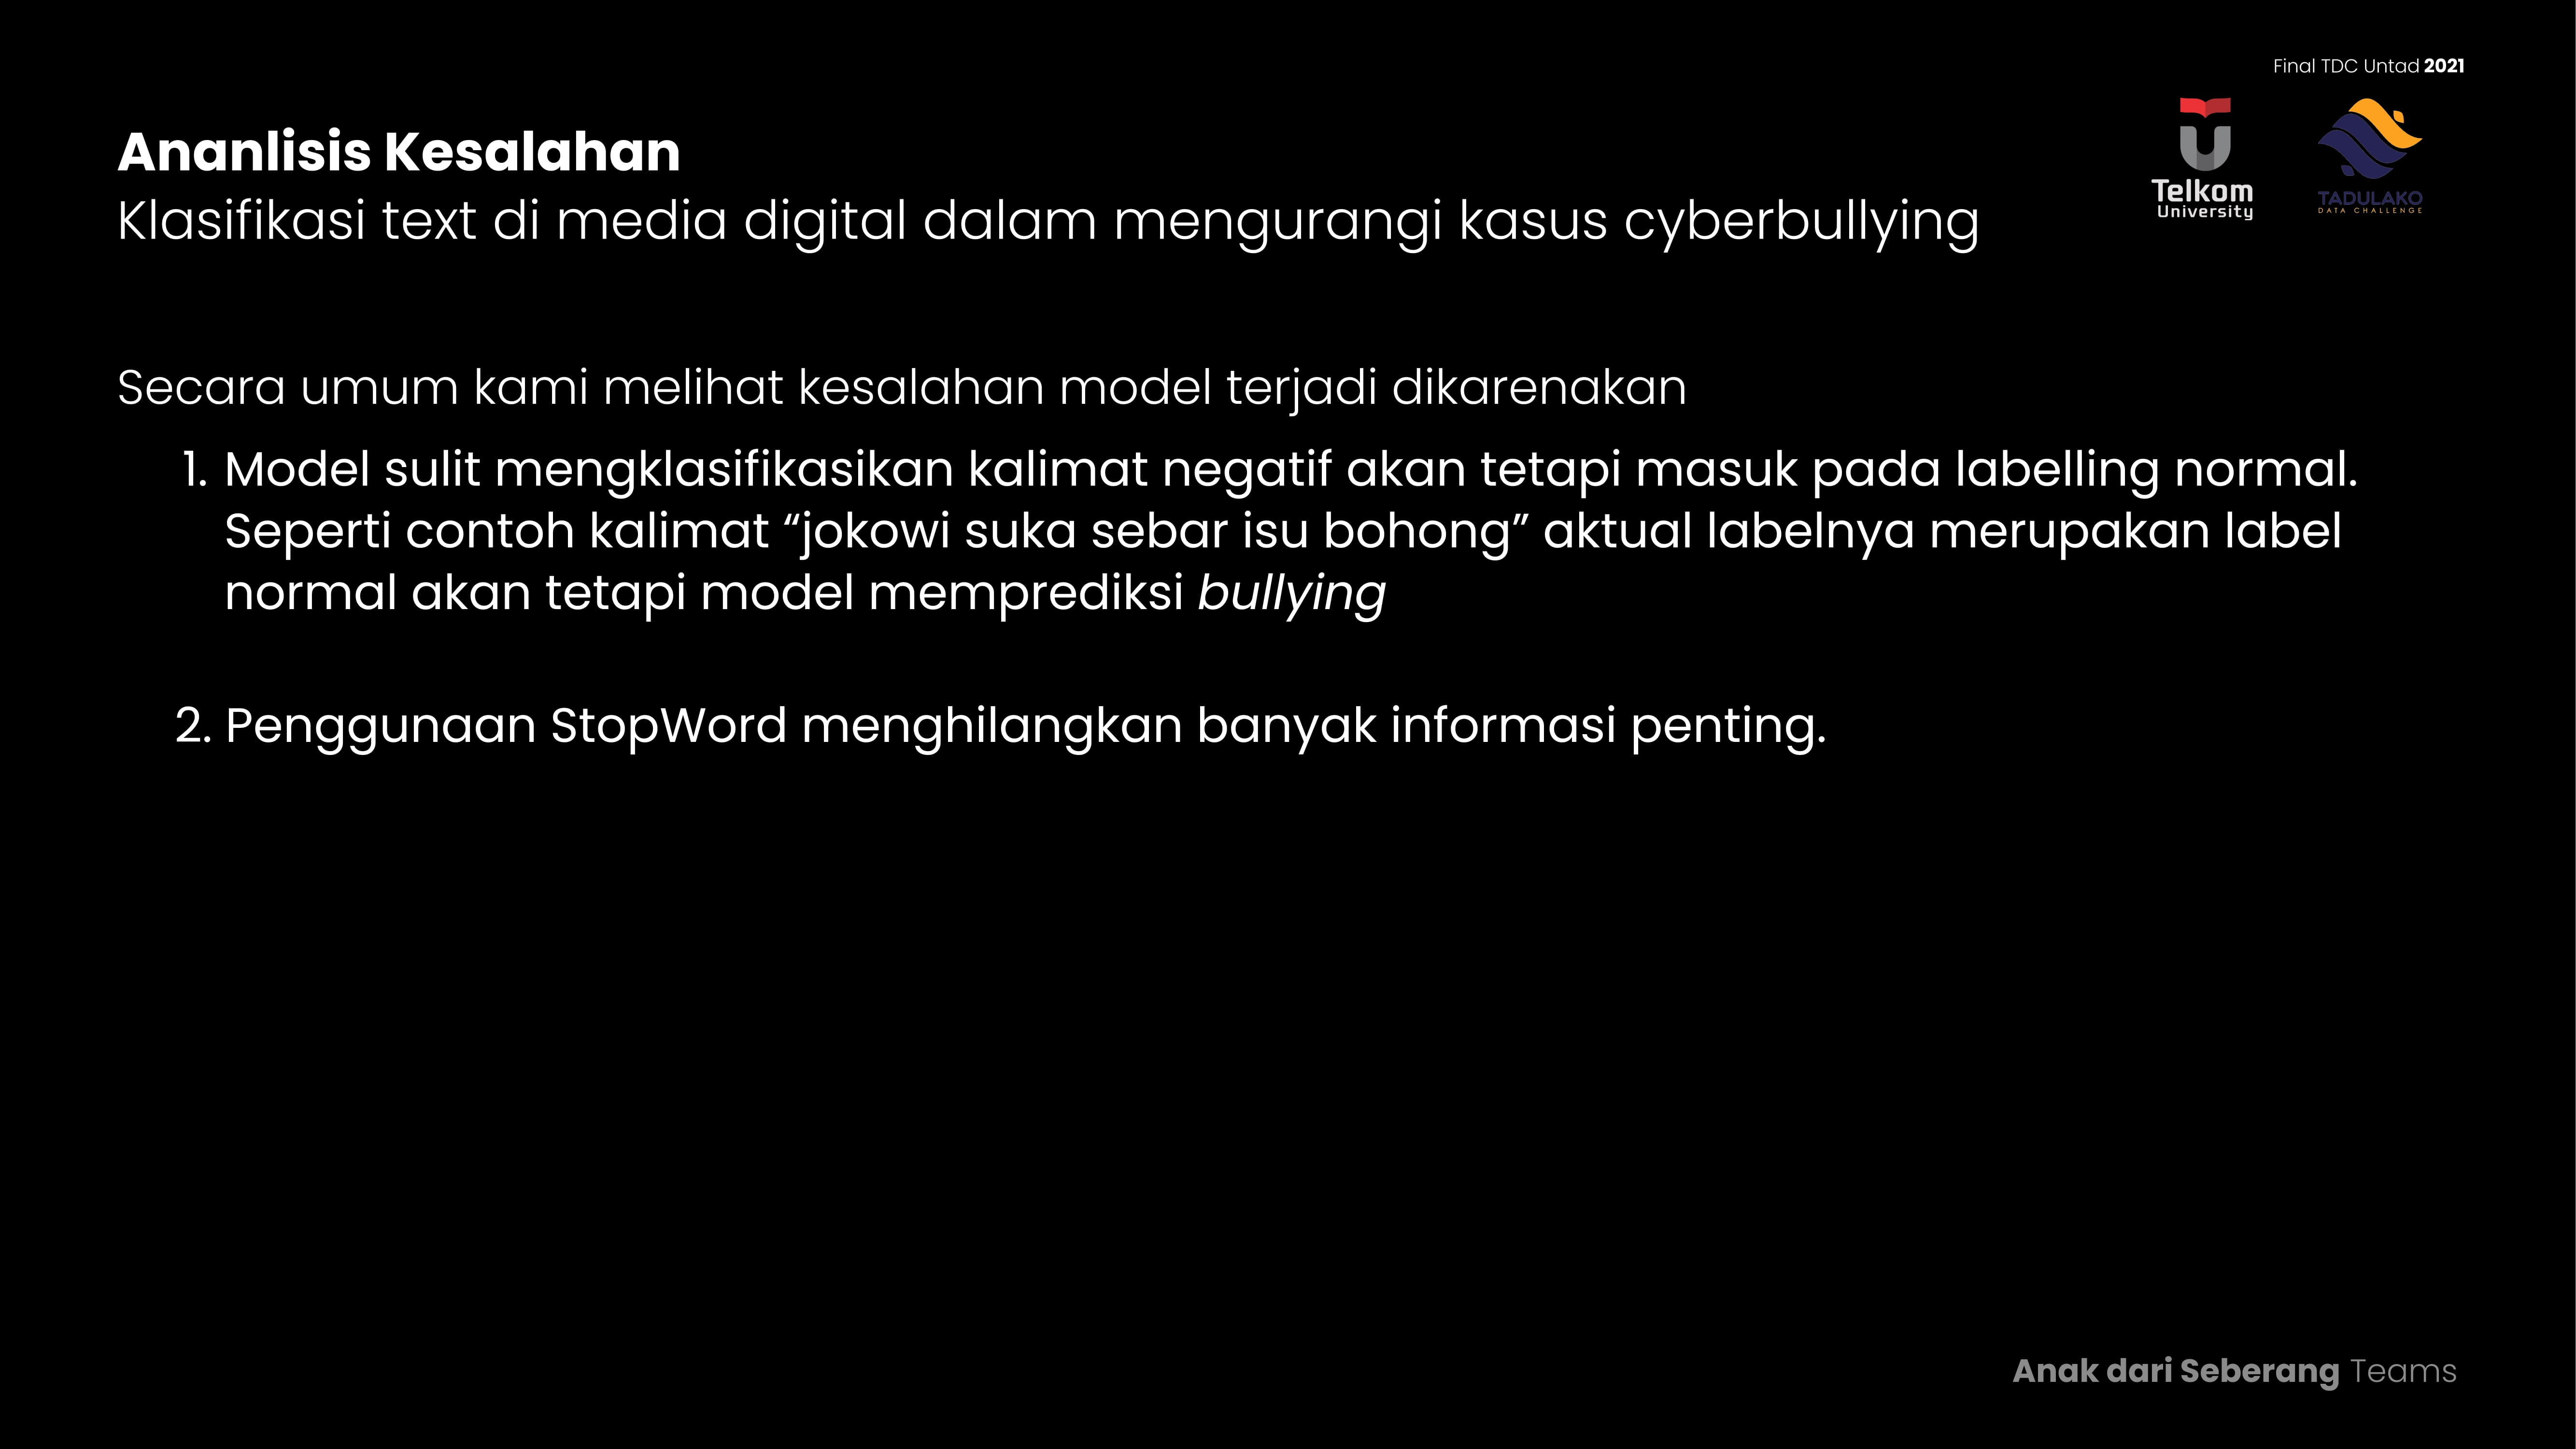 Final TDC Untad 2021
Ananlisis Kesalahan
Klasifikasi text di media digital dalam mengurangi kasus cyberbullying
Telkom
University
TADULAKO
DATA CHALLENGE
Secara umum kami melihat kesalahan model terjadi dikarenakan
1. Model sulit mengklasifikasikan kalimat negatif akan tetapi masuk pada labelling normal.
Seperti contoh kalimat “jokowi suka sebar isu bohong” aktual labelnya merupakan label
normal akan tetapi model memprediksi bullying
2. Penggunaan StopWord menghilangkan banyak informasi penting.
Anak dari Seberang Teams